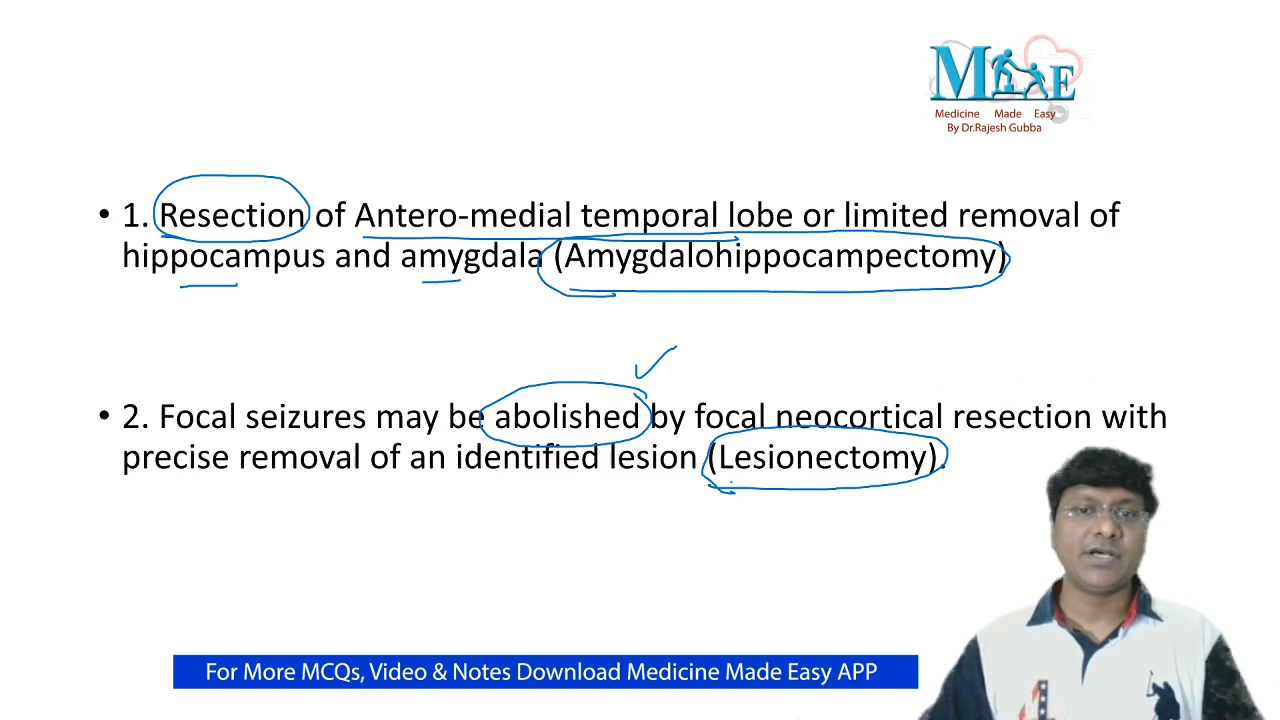 M E
Medicine Made Easy
By Dr.Rajesh Gubba
• 1. Resection of Antero-medial temporal lobe or limited removal of
hippocampus and amygdala (Amygdalohippocampectomy)
• 2. Focal seizures may be abolished by focal neocortical resection with
precise removal of an identified lesion (Lesionectomy).
For More MCQs, Video & Notes Download Medicine Made Easy APP